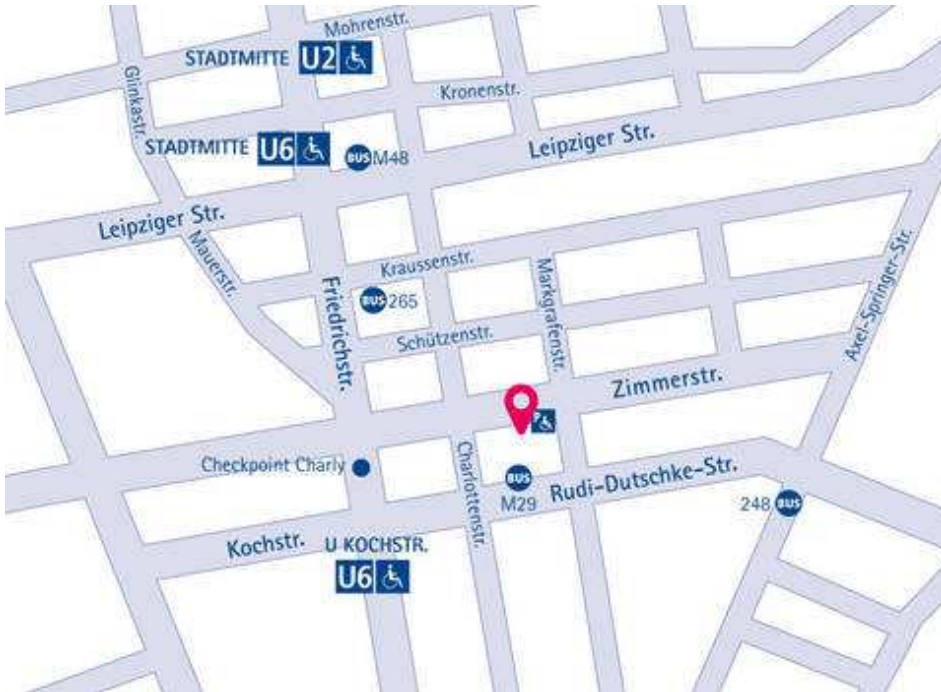 Mohrenstr.
STADTMITTE U2
Glinkastr.
Kronenstr.
STADTMITTE U6
BUS M48
Leipziger Str.
Leipziger Str.
Mauerstr.
Kraussenstr.
Markgrafenstr.
Friedrichstr.
BUS 265
Axel-Springer-Str.
Schützenstr.
Zimmerstr.
P
Checkpoint Charly
Charlottenstr.
BUS
M29
Rudi-Dutschke-Str.
248 BUS
Kochstr.
U KOCHSTR.
U6